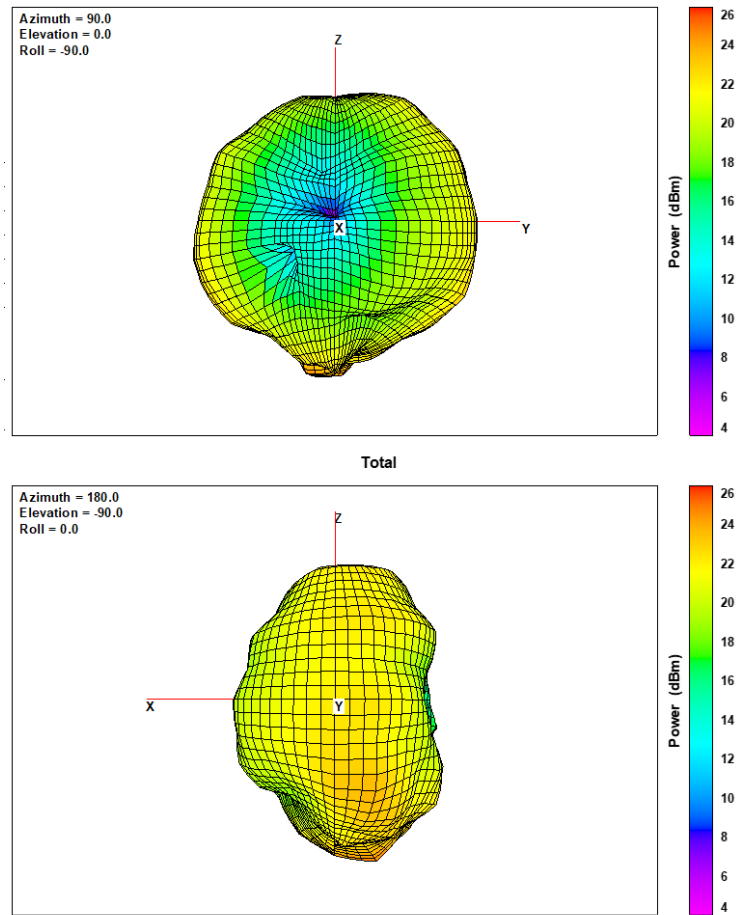 Azimuth = 90.0
Elevation = 0.0
Roll = -90.0
Z
X
Y
Power (dBm)
26
24
22
20
18
16
14
12
10
8
6
4
Total
Azimuth = 180.0
Elevation = -90.0
Roll = 0.0
Z
X
Y
Power (dBm)
26
24
22
20
18
16
14
12
10
8
6
4